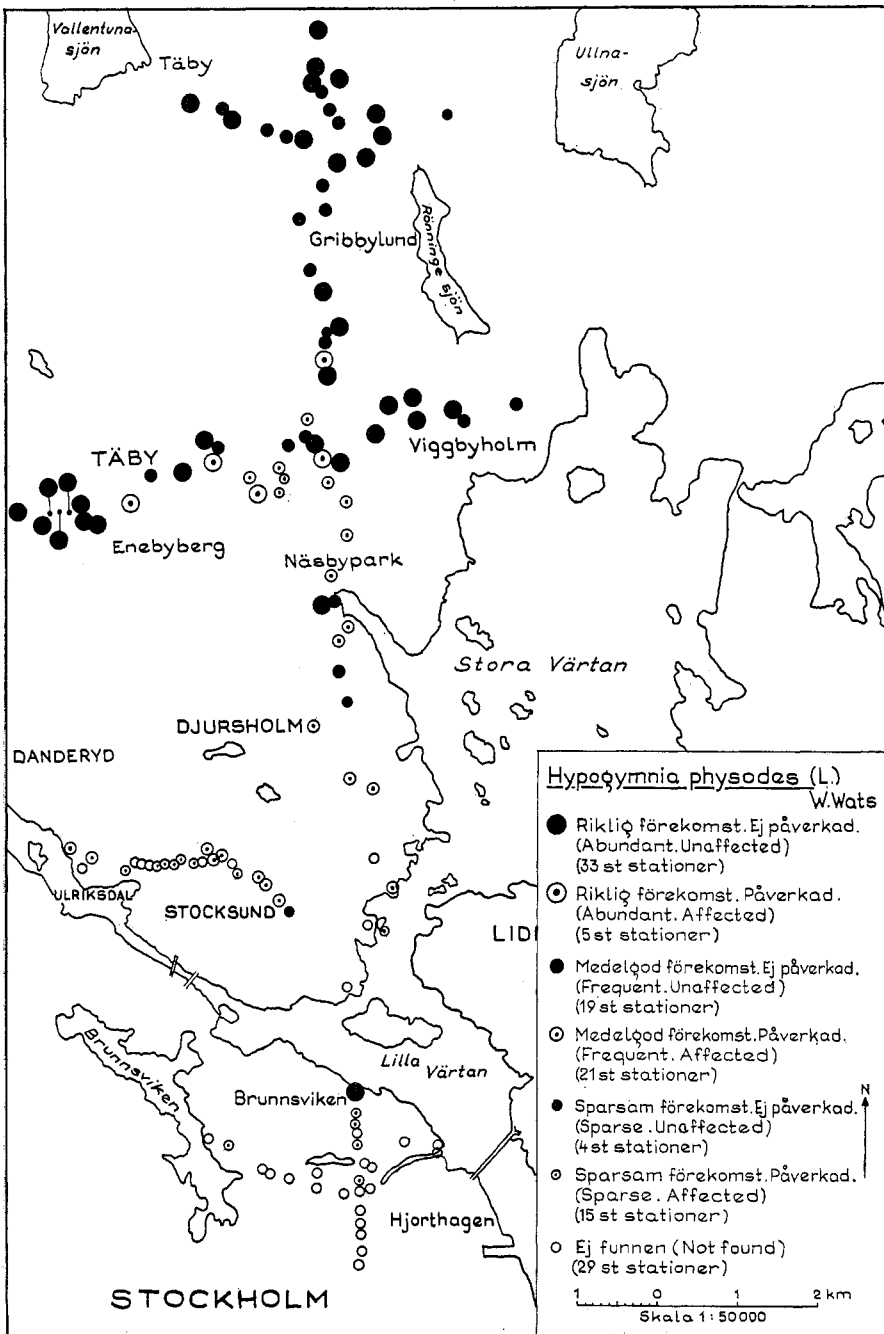 Vallentuna-
sjön
Täby
Ullna-
sjön
Gribbylund
Rönninge sjön
TÄBY
Viggbyholm
Enebyberg
Näsbypark
Stora Värtan
DJURSHOLM
DANDERYD
ULRIKSDAL
STOCKSUND
LIDI
Brunnsviken
Lilla
Värtan
Brunnsviken
Hjorthagen
STOCKHOLM
Hypogymnia physodes (L.)
W.Wats
Riklig förekomst. Ej påverkad.
(Abundant. Unaffected)
(33 st stationer)
Riklig förekomst. Påverkad.
(Abundant. Affected)
(5 st stationer)
Medelgod förekomst. Ej påverkad.
(Frequent. Unaffected)
(19 st stationer)
Medelgod förekomst. Påverkad.
(Frequent. Affected)
(21 st stationer)
N
Sparsam förekomst. Ej påverkad.
(Sparse. Unaffected)
(4 st stationer)
Sparsam förekomst. Påverkad.
(Sparse. Affected)
(15 st stationer)
Ej funnen (Not found)
(29 st stationer)
1 0 1 2 km
Skala 1:50000